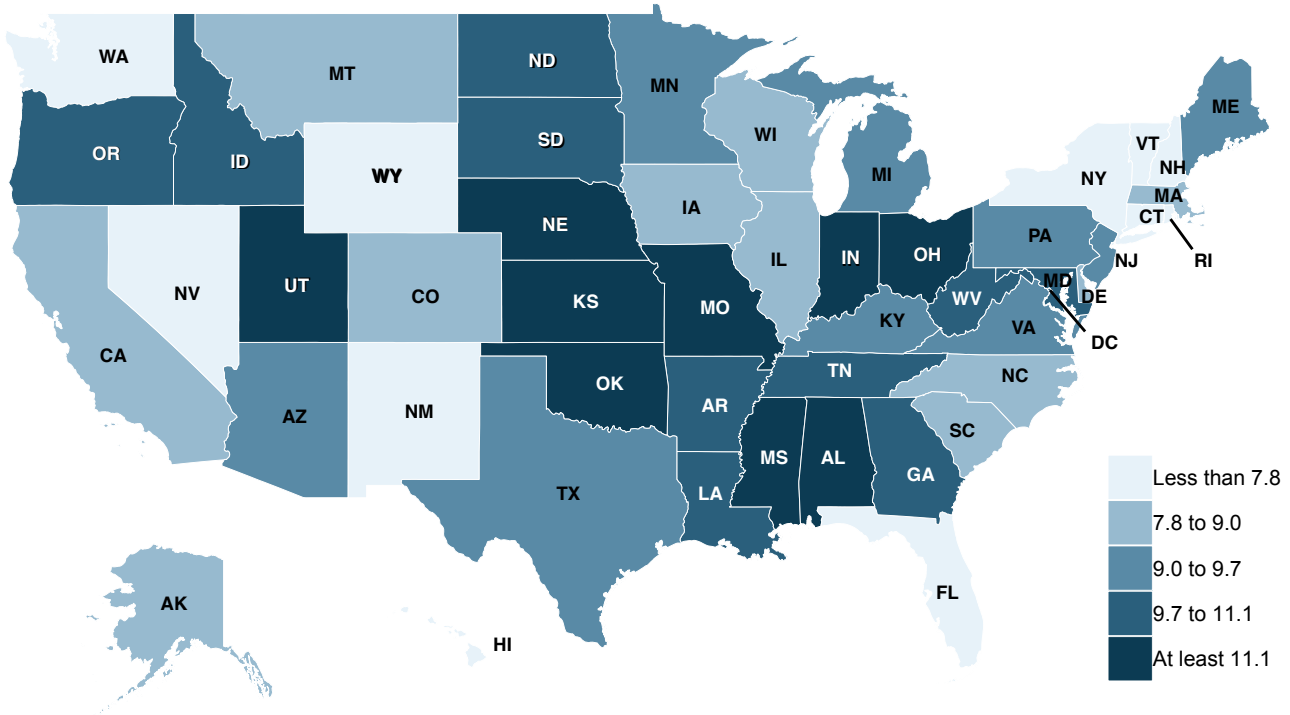 WA
MT
ND
MN
ME
OR
ID
SD
WI
VT
NH
WY
MI
NY
MA
NE
IA
CT
PA
RI
NV
UT
CO
KS
IL
IN
OH
NJ
MO
WV
MD
DE
CA
KY
VA
DC
AZ
NM
OK
AR
TN
NC
SC
MS
AL
GA
TX
LA
Less than 7.8
7.8 to 9.0
9.0 to 9.7
9.7 to 11.1
At least 11.1
AK
HI
FL